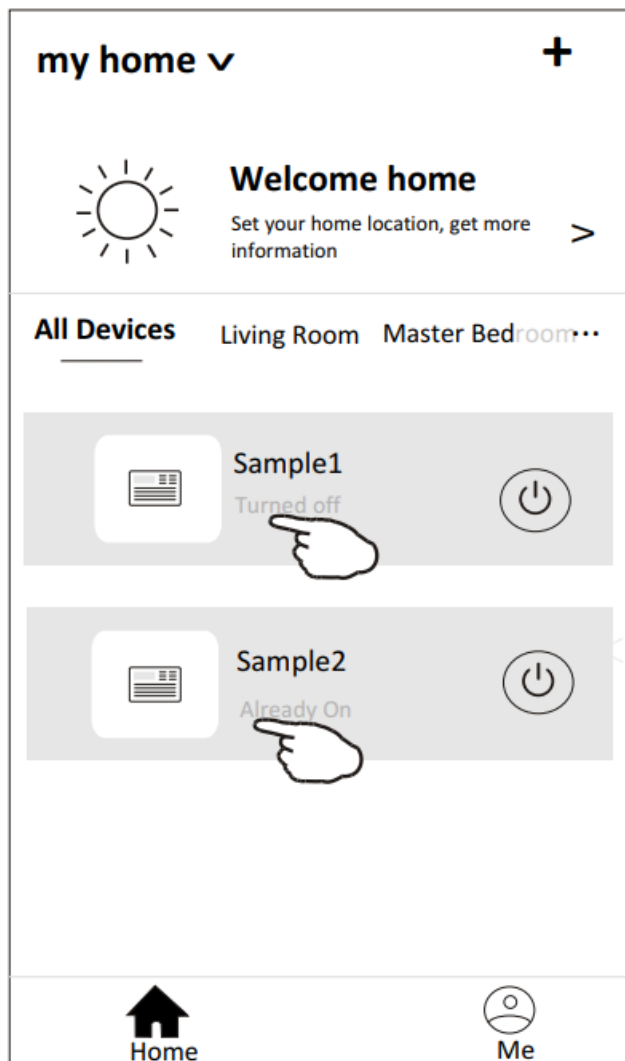 my home
Welcome home
Set your home location, get more
information
All Devices Living Room Master Bedroom...
Sample1
Turned off
Sample2
Already On
Home Me